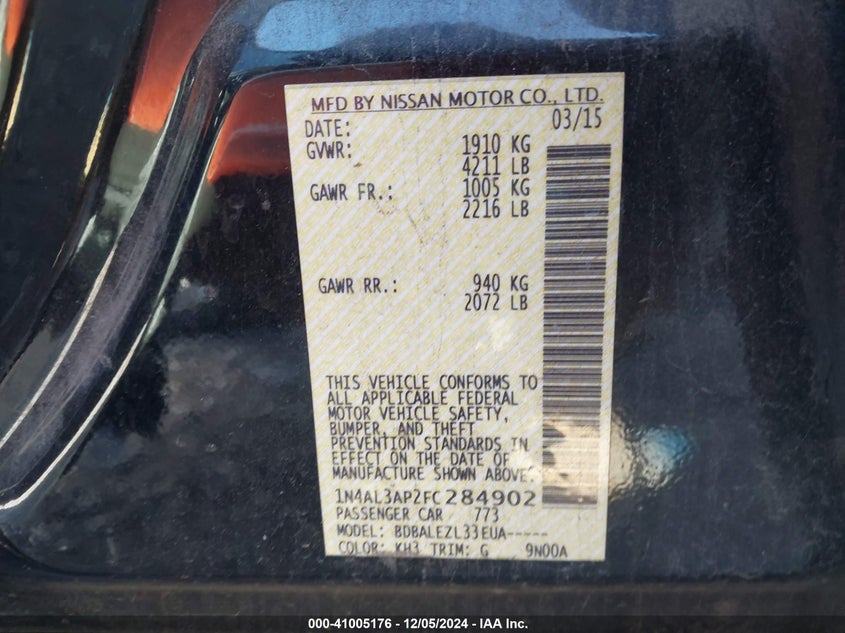 MFD BY NISSAN MOTOR CO., LTD.
DATE: 03/15
GVWR: 1910 KG
4211 LB
GAWR FR.: 1005 KG
2216 LB
GAWR RR.: 940 KG
2072 LB
THIS VEHICLE CONFORMS TO
ALL APPLICABLE FEDERAL
MOTOR VEHICLE SAFETY,
BUMPER, AND THEFT
PREVENTION STANDARDS IN
EFFECT ON THE DATE OF
MANUFACTURE SHOWN ABOVE.
1N4AL3AP2FC284902
PASSENGER CAR 773
MODEL: BDBALEZL33EUA-----
COLOR: KH3 TRIM: G 9N00A
000-41005176 - 12/05/2024 - IAA Inc.